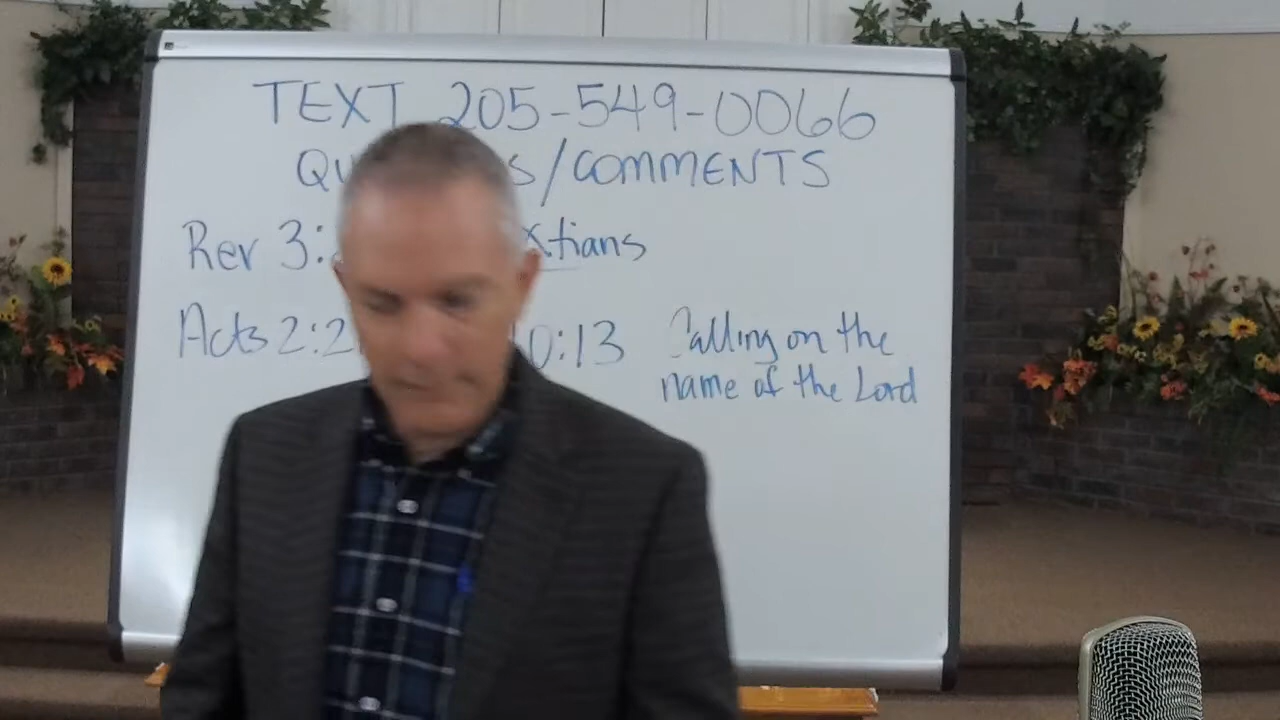 TEXT 205-549-0066
/COMMENTS
Rev 3: Xtians
Acts 2:2 0:13 Calling on the
name of the Lord